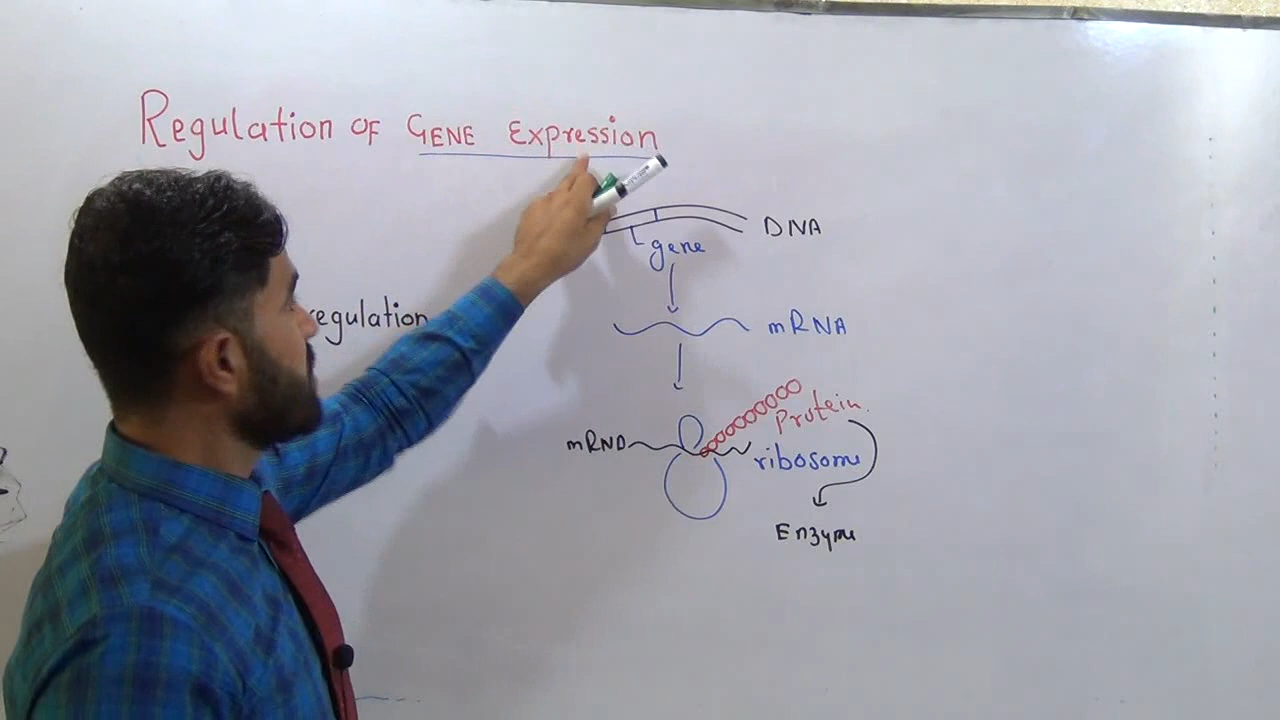 Regulation OF GENE Expression
DNA
gene
regulation
mRNA
Protein.
mRNA
ribosome
Enzyme